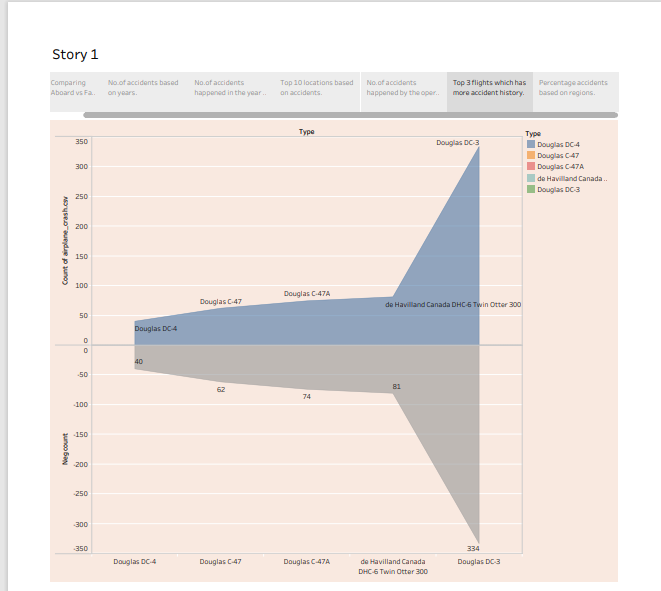 Story 1
Comparing
Aboard vs Fa..
No.of accidents based
on years.
No.of accidents
happened in the year ..
Top 10 locations based
on accidents.
No.of accidents
happened by the oper..
Top 3 flights which has
more accident history.
Percentage accidents
based on regions.
Type
350
300
250
200
150
100
50
0
Count of airplane_crash.csv
Douglas DC-4
Douglas C-47
Douglas C-47A
de Havilland Canada DHC-6 Twin Otter 300
Douglas DC-3
0
-50
-100
-150
-200
-250
-300
-350
Neg count
40
62
74
81
334
Douglas DC-4
Douglas C-47
Douglas C-47A
de Havilland Canada
DHC-6 Twin Otter 300
Douglas DC-3
Type
Douglas DC-4
Douglas C-47
Douglas C-47A
de Havilland Canada ..
Douglas DC-3